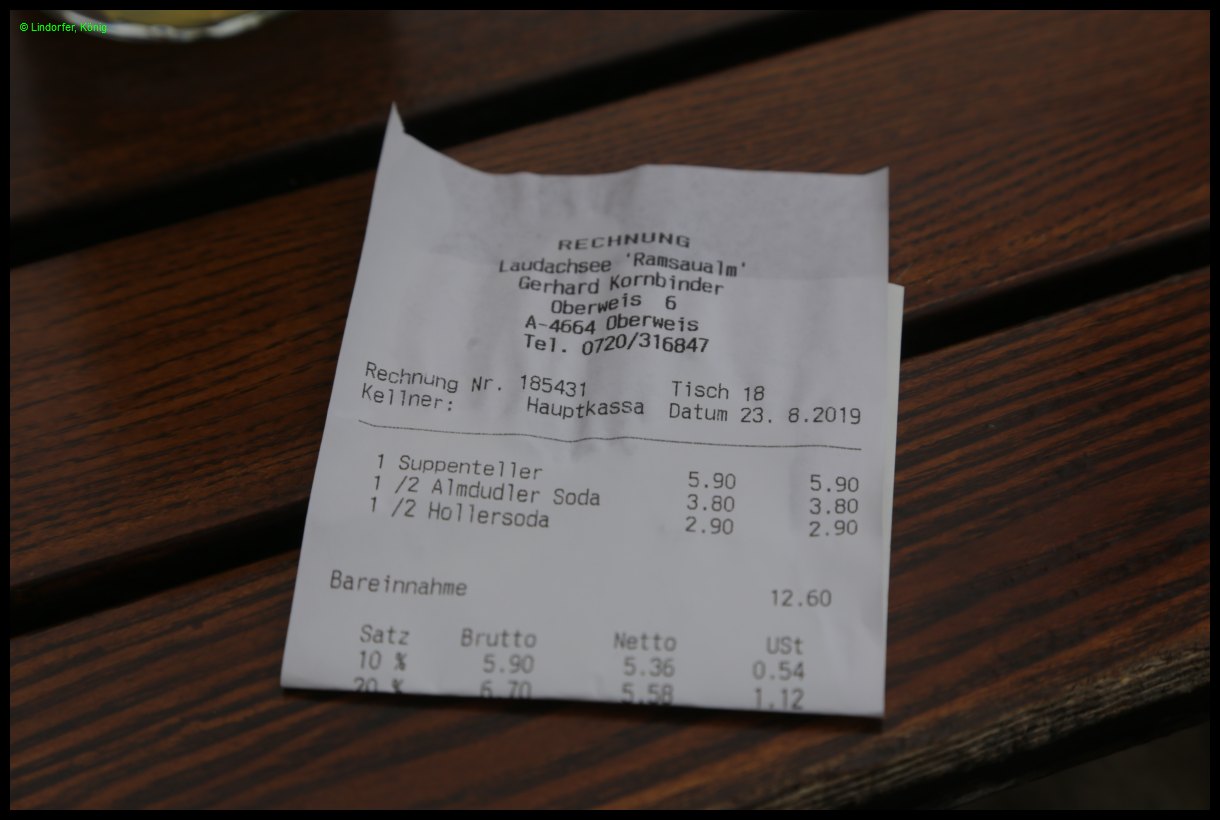 © Lindorfer, König
RECHNUNG
Laudachsee 'Ramsaualm'
Gerhard Kornbinder
Oberweis 6
A-4664 Oberweis
Tel. 0720/316847
Rechnung Nr. 185431 Tisch 18
Kellner: Hauptkassa Datum 23. 8.2019
1 Suppenteller 5.90 5.90
1 /2 Almdudler Soda 3.80 3.80
1 /2 Hollersoda 2.90 2.90
Bareinnahme 12.60
Satz Brutto Netto USt
10 % 5.90 5.36 0.54
20 % 6.70 5.58 1.12